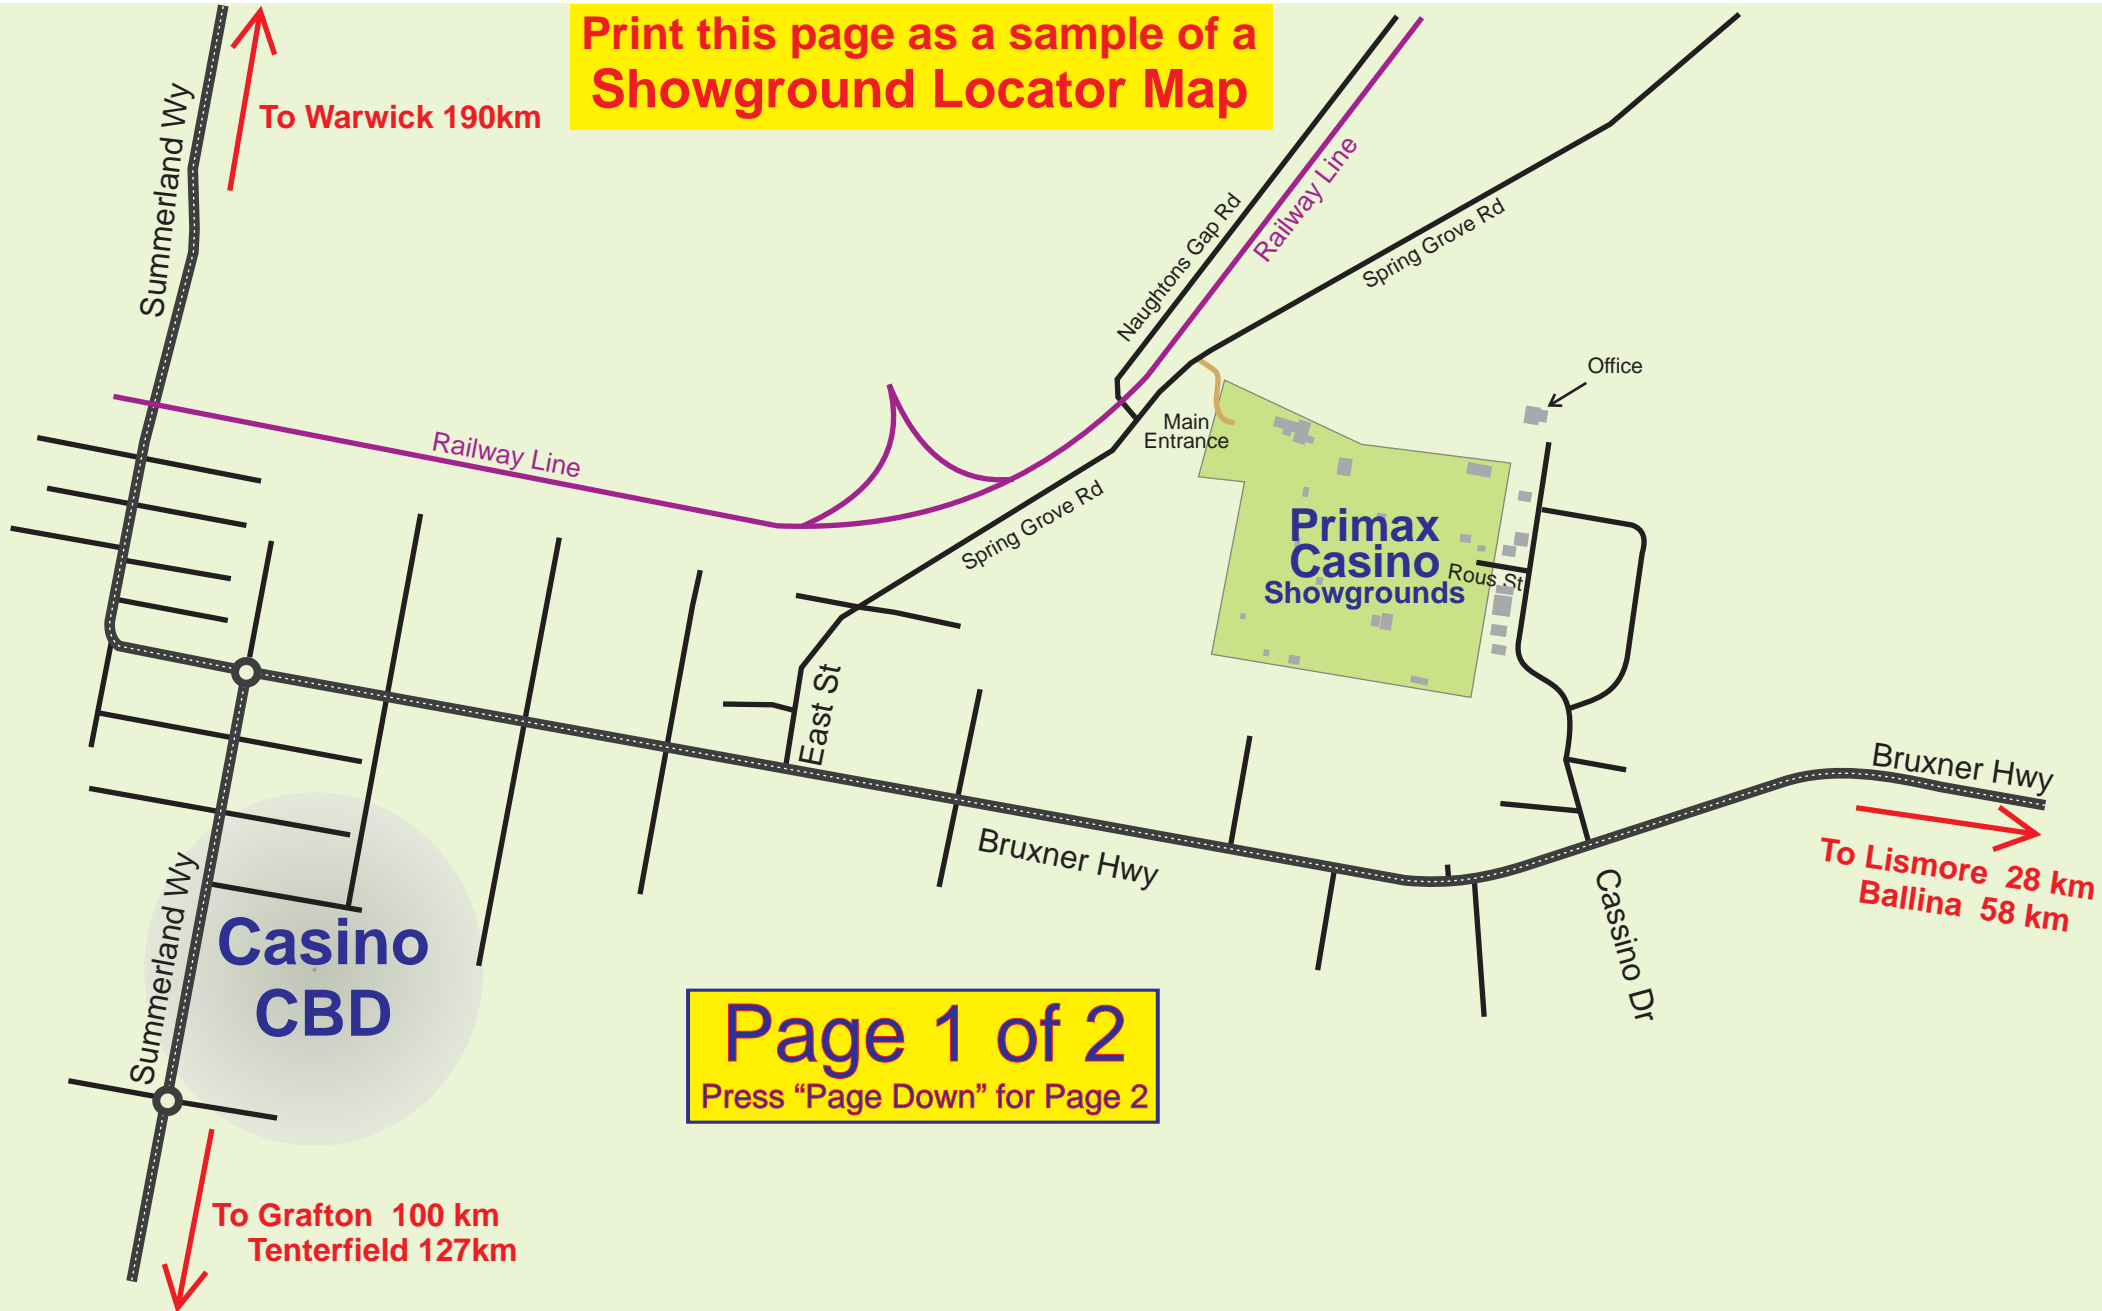 Print this page as a sample of a
Showground Locator Map
Summerland Wy
To Warwick 190km
Naughtons Gap Rd
Railway Line
Spring Grove Rd
Office
Main
Entrance
Railway Line
Spring Grove Rd
Primax
Casino
Showgrounds
Rous St
East St
Bruxner Hwy
Bruxner Hwy
To Lismore 28 km
Ballina 58 km
Cassino Dr
Summerland Wy
Casino
CBD
Page 1 of 2
Press “Page Down” for Page 2
To Grafton 100 km
Tenterfield 127km